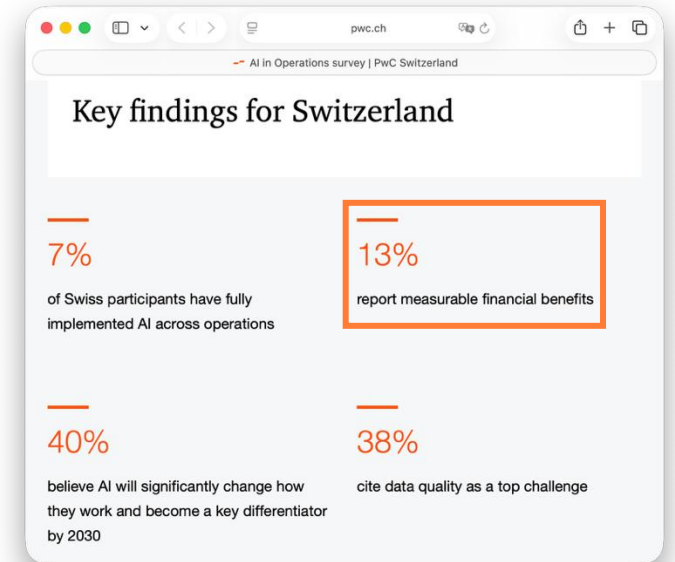 pwc.ch
AI in Operations survey | PwC Switzerland
Key findings for Switzerland
7%
of Swiss participants have fully
implemented AI across operations
13%
report measurable financial benefits
40%
believe AI will significantly change how
they work and become a key differentiator
by 2030
38%
cite data quality as a top challenge